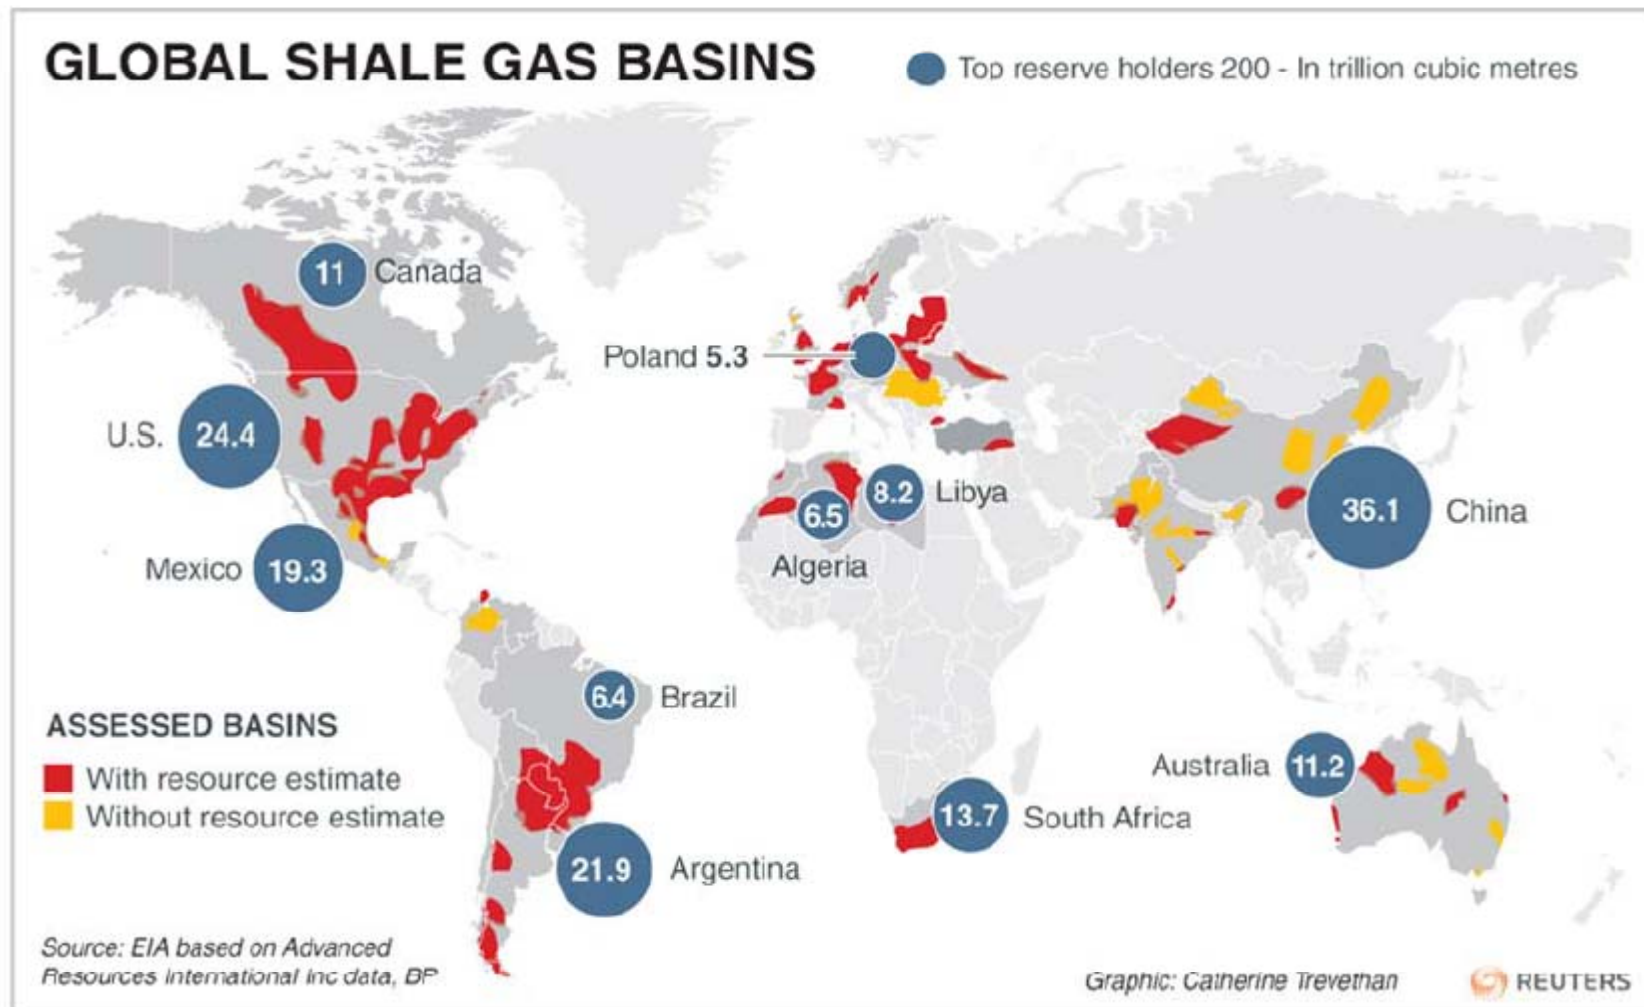 GLOBAL SHALE GAS BASINS
Top reserve holders 200 - In trillion cubic metres
11 Canada
Poland 5.3
U.S. 24.4
8.2 Libya
6.5
Algeria
36.1 China
Mexico 19.3
6.4 Brazil
ASSESSED BASINS
With resource estimate
Without resource estimate
Australia 11.2
13.7 South Africa
21.9 Argentina
Source: EIA based on Advanced
Resources International Inc data, BP
Graphic: Catherine Trevethan
REUTERS